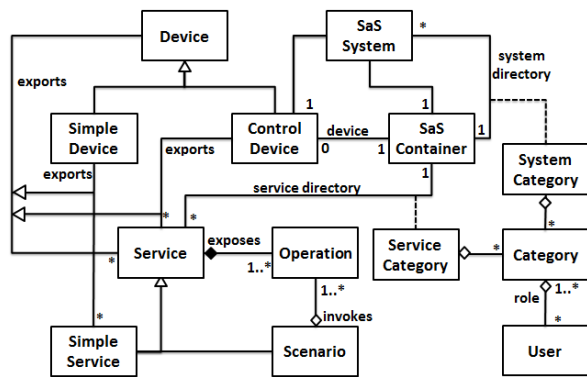 Device
SaS
System
*
system
directory
exports
1
1
Simple
Device
Control
Device
device
0
1
SaS
Container
1
exports
exports
1
System
Category
service directory
*
*
*
Service
*
exposes
1..*
Operation
Service
Category
*
Category
1..*
1..*
role
invokes
*
*
Simple
Service
Scenario
User